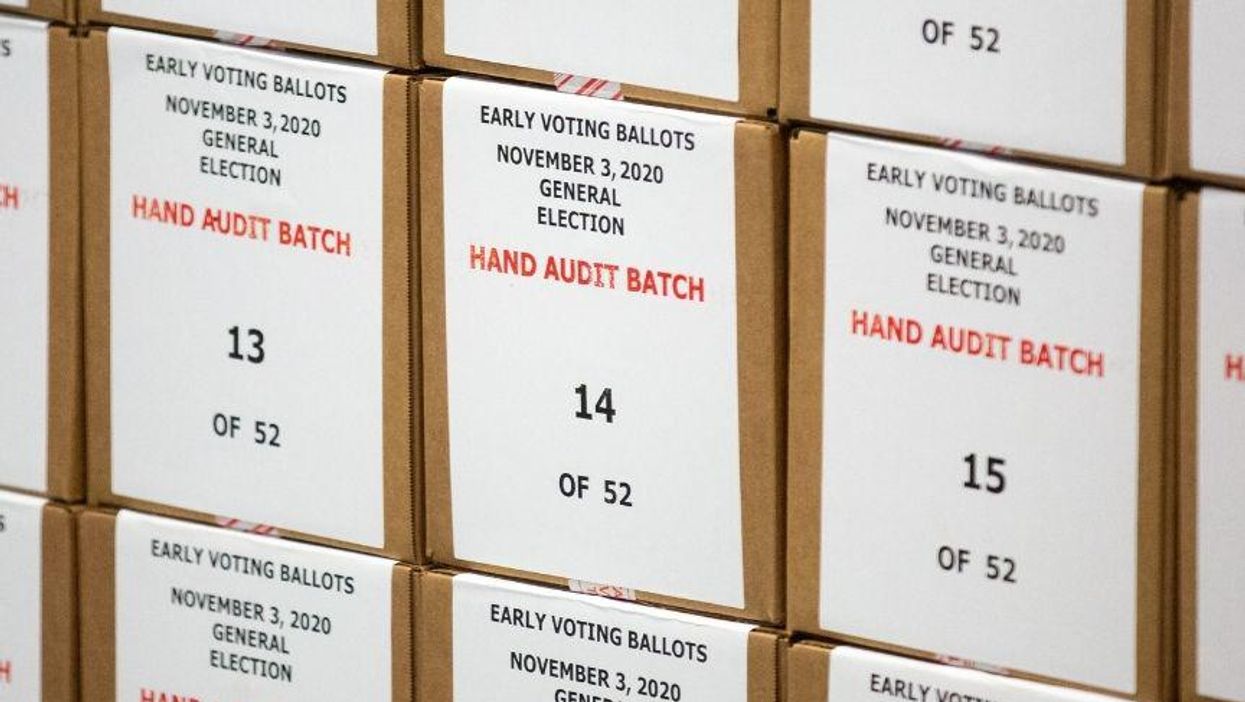 OF 52
S
EARLY VOTING BALLOTS
NOVEMBER 3, 2020
GENERAL
ELECTION
HAND AUDIT BATCH
13
OF 52
EARLY VOTING BALLOTS
NOVEMBER 3, 2020
GENERAL
ELECTION
HAND AUDIT BATCH
14
OF 52
EARLY VOTING BALLOTS
NOVEMBER 3, 2020
GENERAL
ELECTION
HAND AUDIT BATCH
15
OF 52
CH
H
S
H
EARLY VOTING BALLOTS
NOVEMBER 3, 2020
GENERAL
ELECTION
HAND
EARLY VOTING BALLOTS
NOVEMBER 3, 2020
EARLY